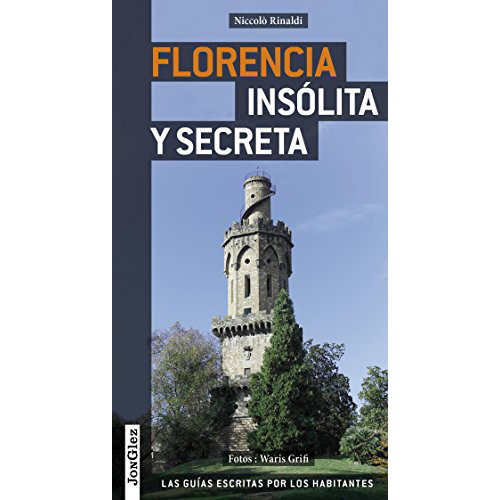 Niccolò Rinaldi
FLORENCIA
INSÓLITA
Y SECRETA
Fotos : Waris Grifi
JONGLEZ
LAS GUÍAS ESCRITAS POR LOS HABITANTES